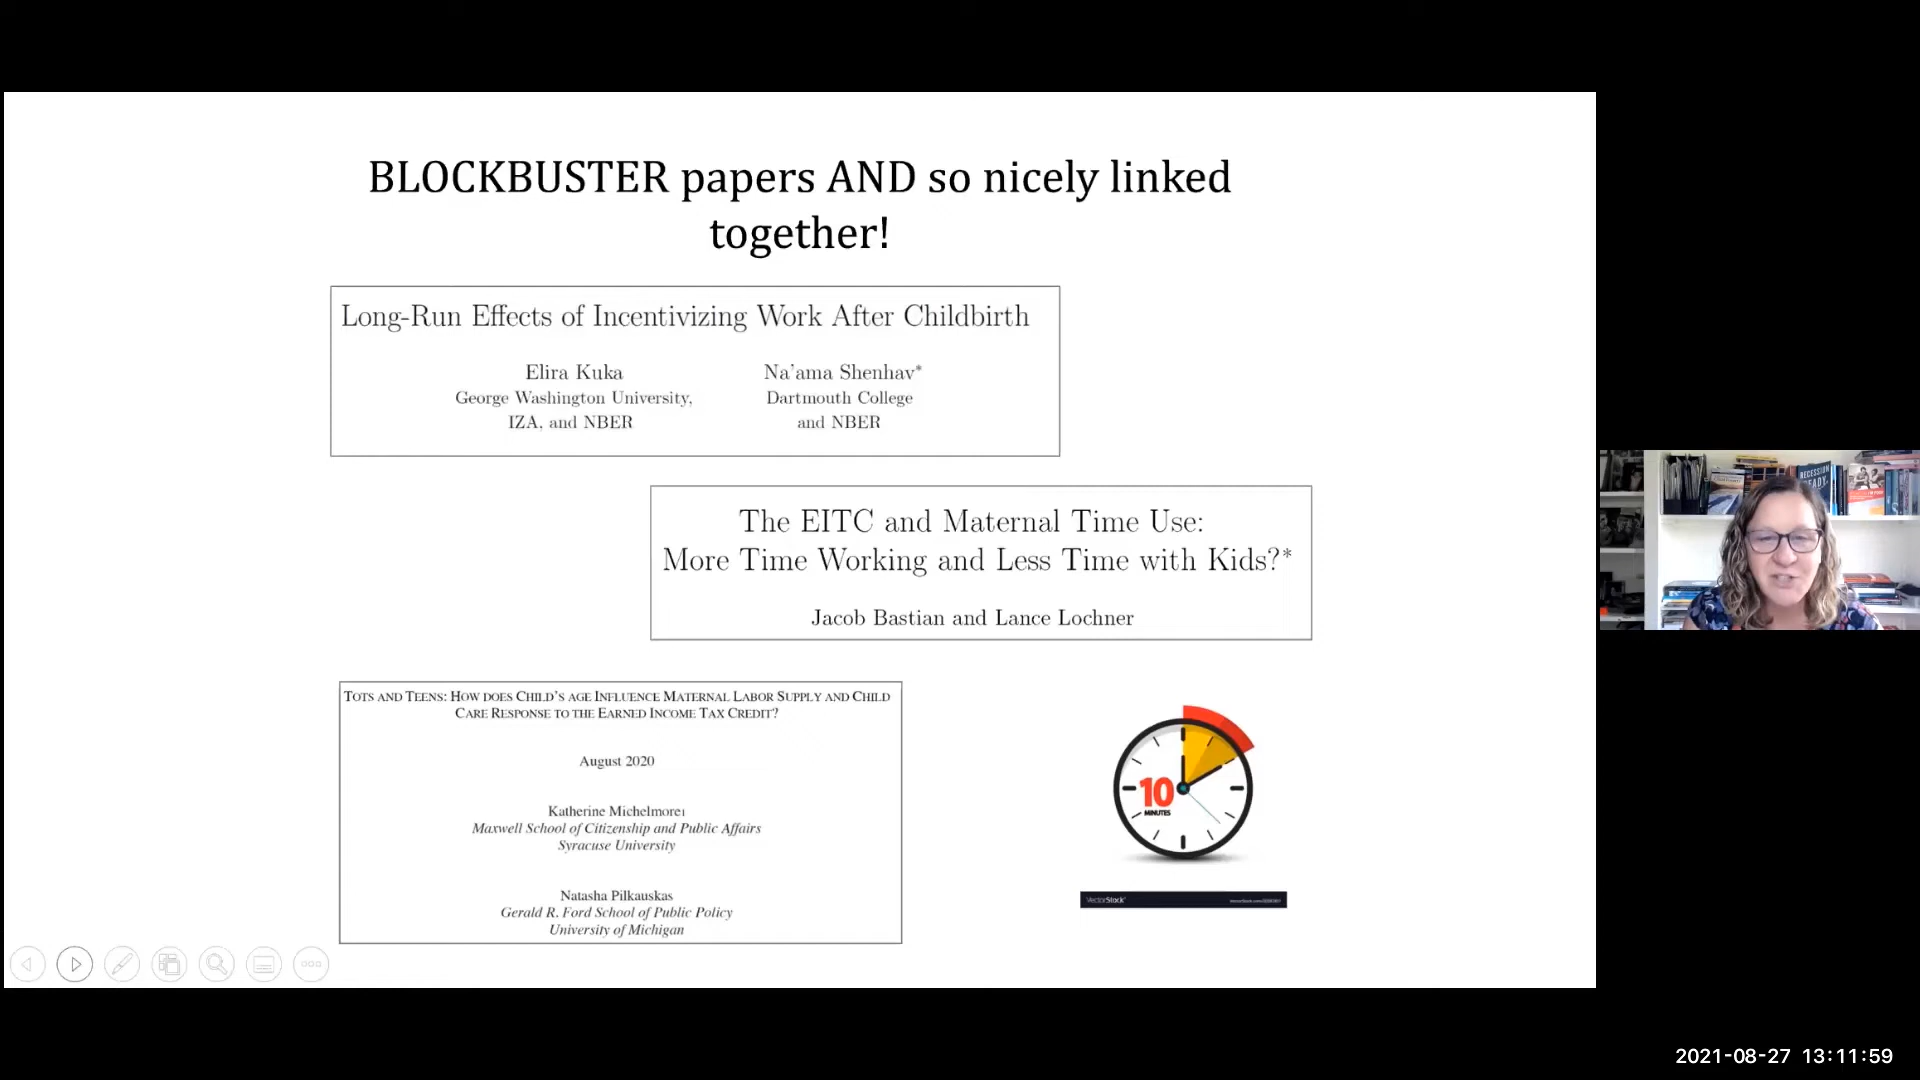 BLOCKBUSTER papers AND so nicely linked
together!
Long-Run Effects of Incentivizing Work After Childbirth
Elira Kuka
George Washington University,
IZA, and NBER
Na'ama Shenhav*
Dartmouth College
and NBER
The EITC and Maternal Time Use:
More Time Working and Less Time with Kids?*
Jacob Bastian and Lance Lochner
TOTS AND TEENS: HOW DOES CHILD'S AGE INFLUENCE MATERNAL LABOR SUPPLY AND CHILD
CARE RESPONSE TO THE EARNED INCOME TAX CREDIT?
August 2020
Katherine Michelmore1
Maxwell School of Citizenship and Public Affairs
Syracuse University
Natasha Pilkauskas
Gerald R. Ford School of Public Policy
University of Michigan
10
MINUTES
VectorStock
RECESSION
READY
2021-08-27 13:11:59